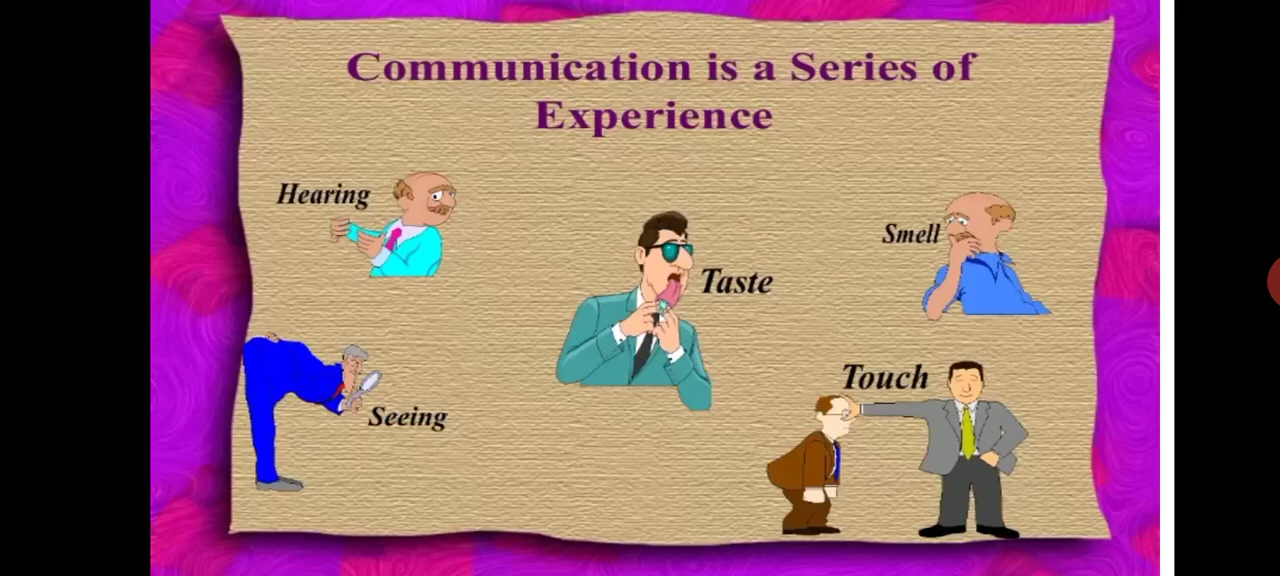 Communication is a Series of
Experience
Hearing
Smell
Taste
Touch
Seeing